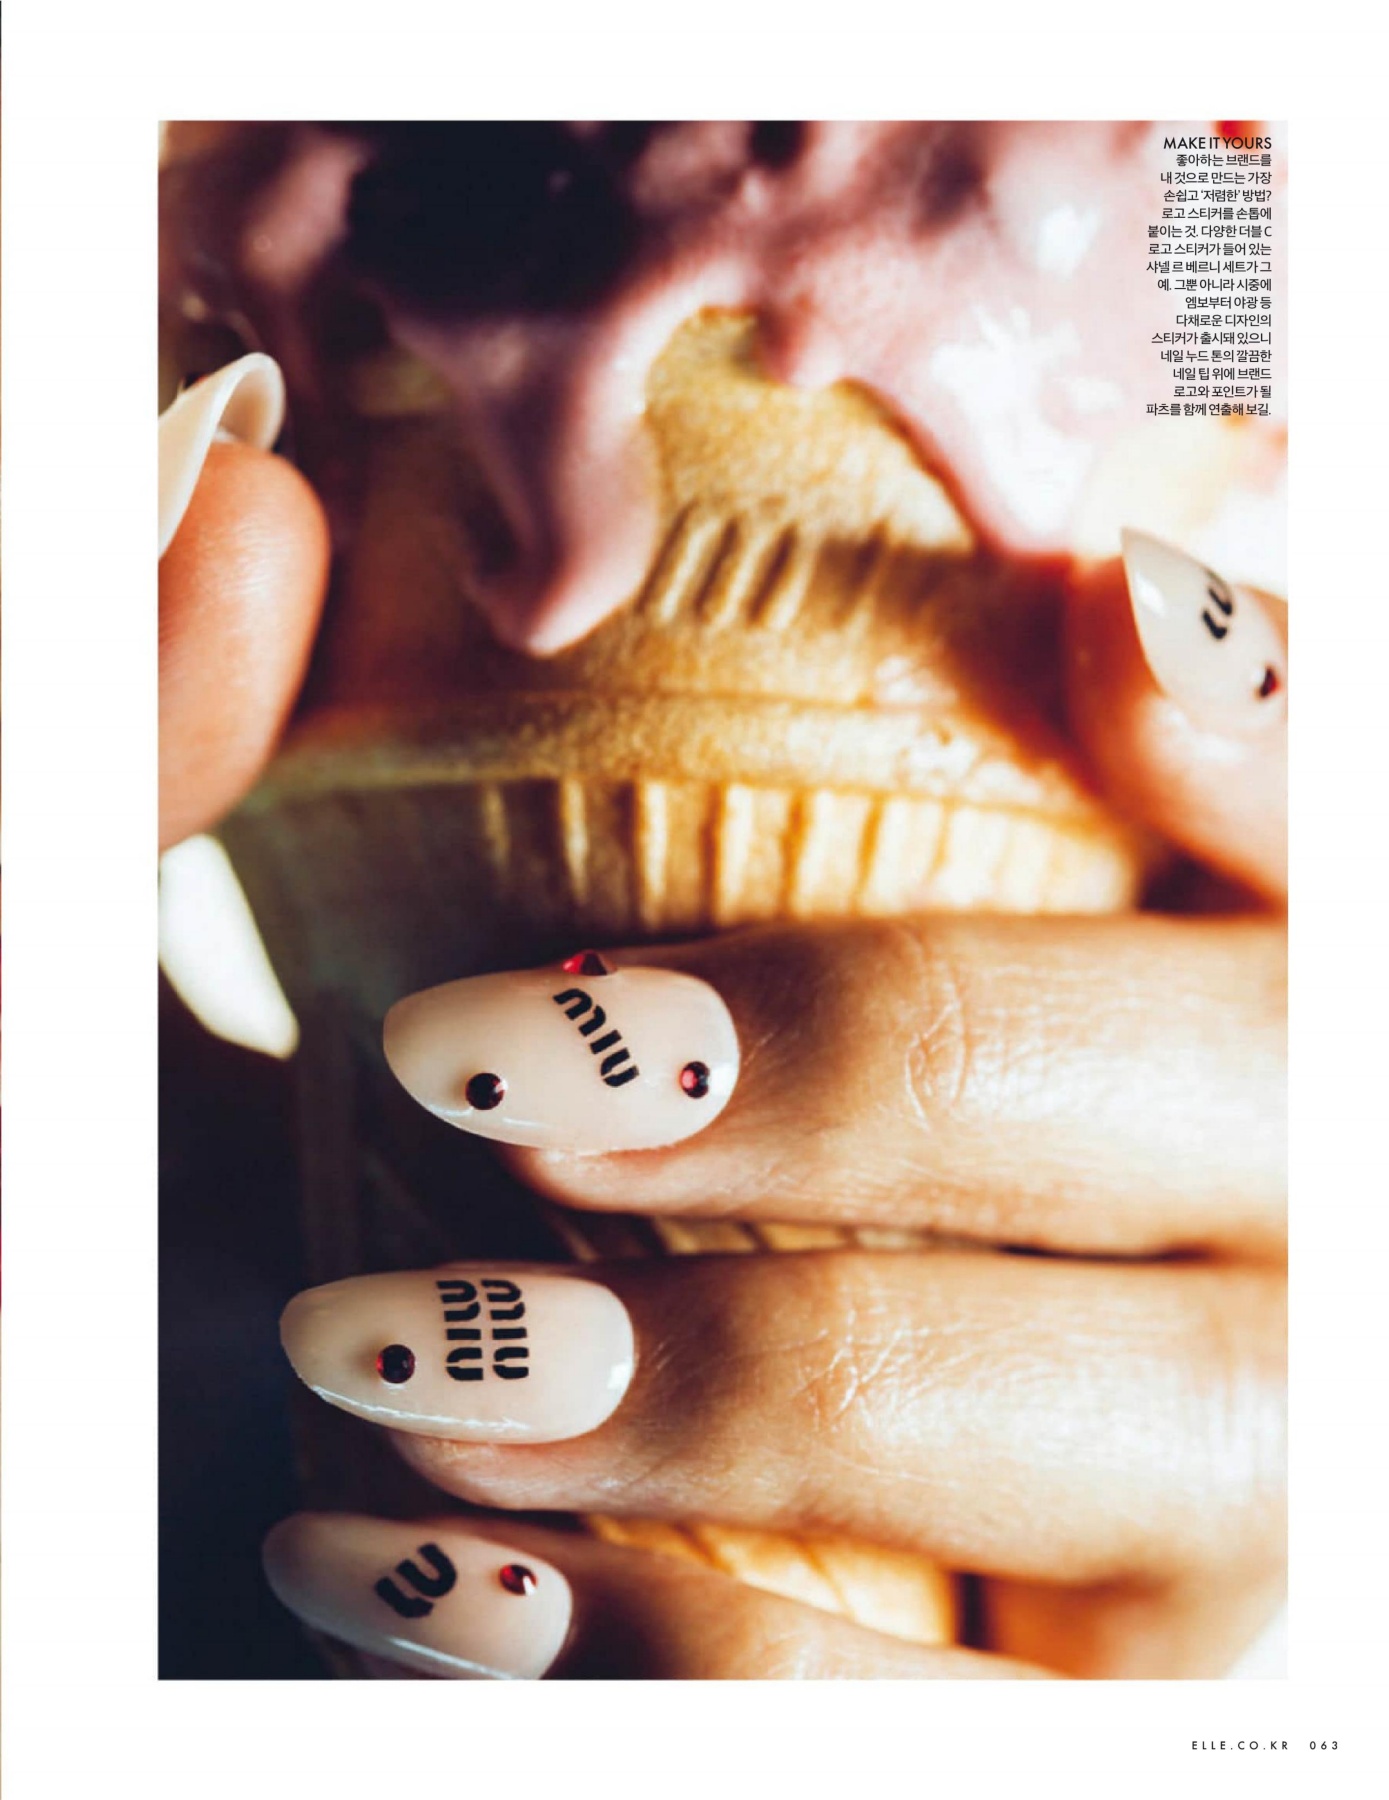 MAKE IT YOURS
좋아하는 브랜드를
내 것으로 만드는 가장
손쉽고 ‘저렴한’ 방법?
로고 스티커를 손톱에
붙이는 것. 다양한 더블 C
로고 스티커가 들어 있는
샤넬 르 베르니 세트가 그
예. 그뿐 아니라 시중에
엠보부터 야광 등
다채로운 디자인의
스티커가 출시돼 있으니
네일 누드 톤의 깔끔한
네일 팁 위에 브랜드
로고와 포인트가 될
파츠를 함께 연출해 보길.
miu
miu
miu
ELLE.CO.KR 063